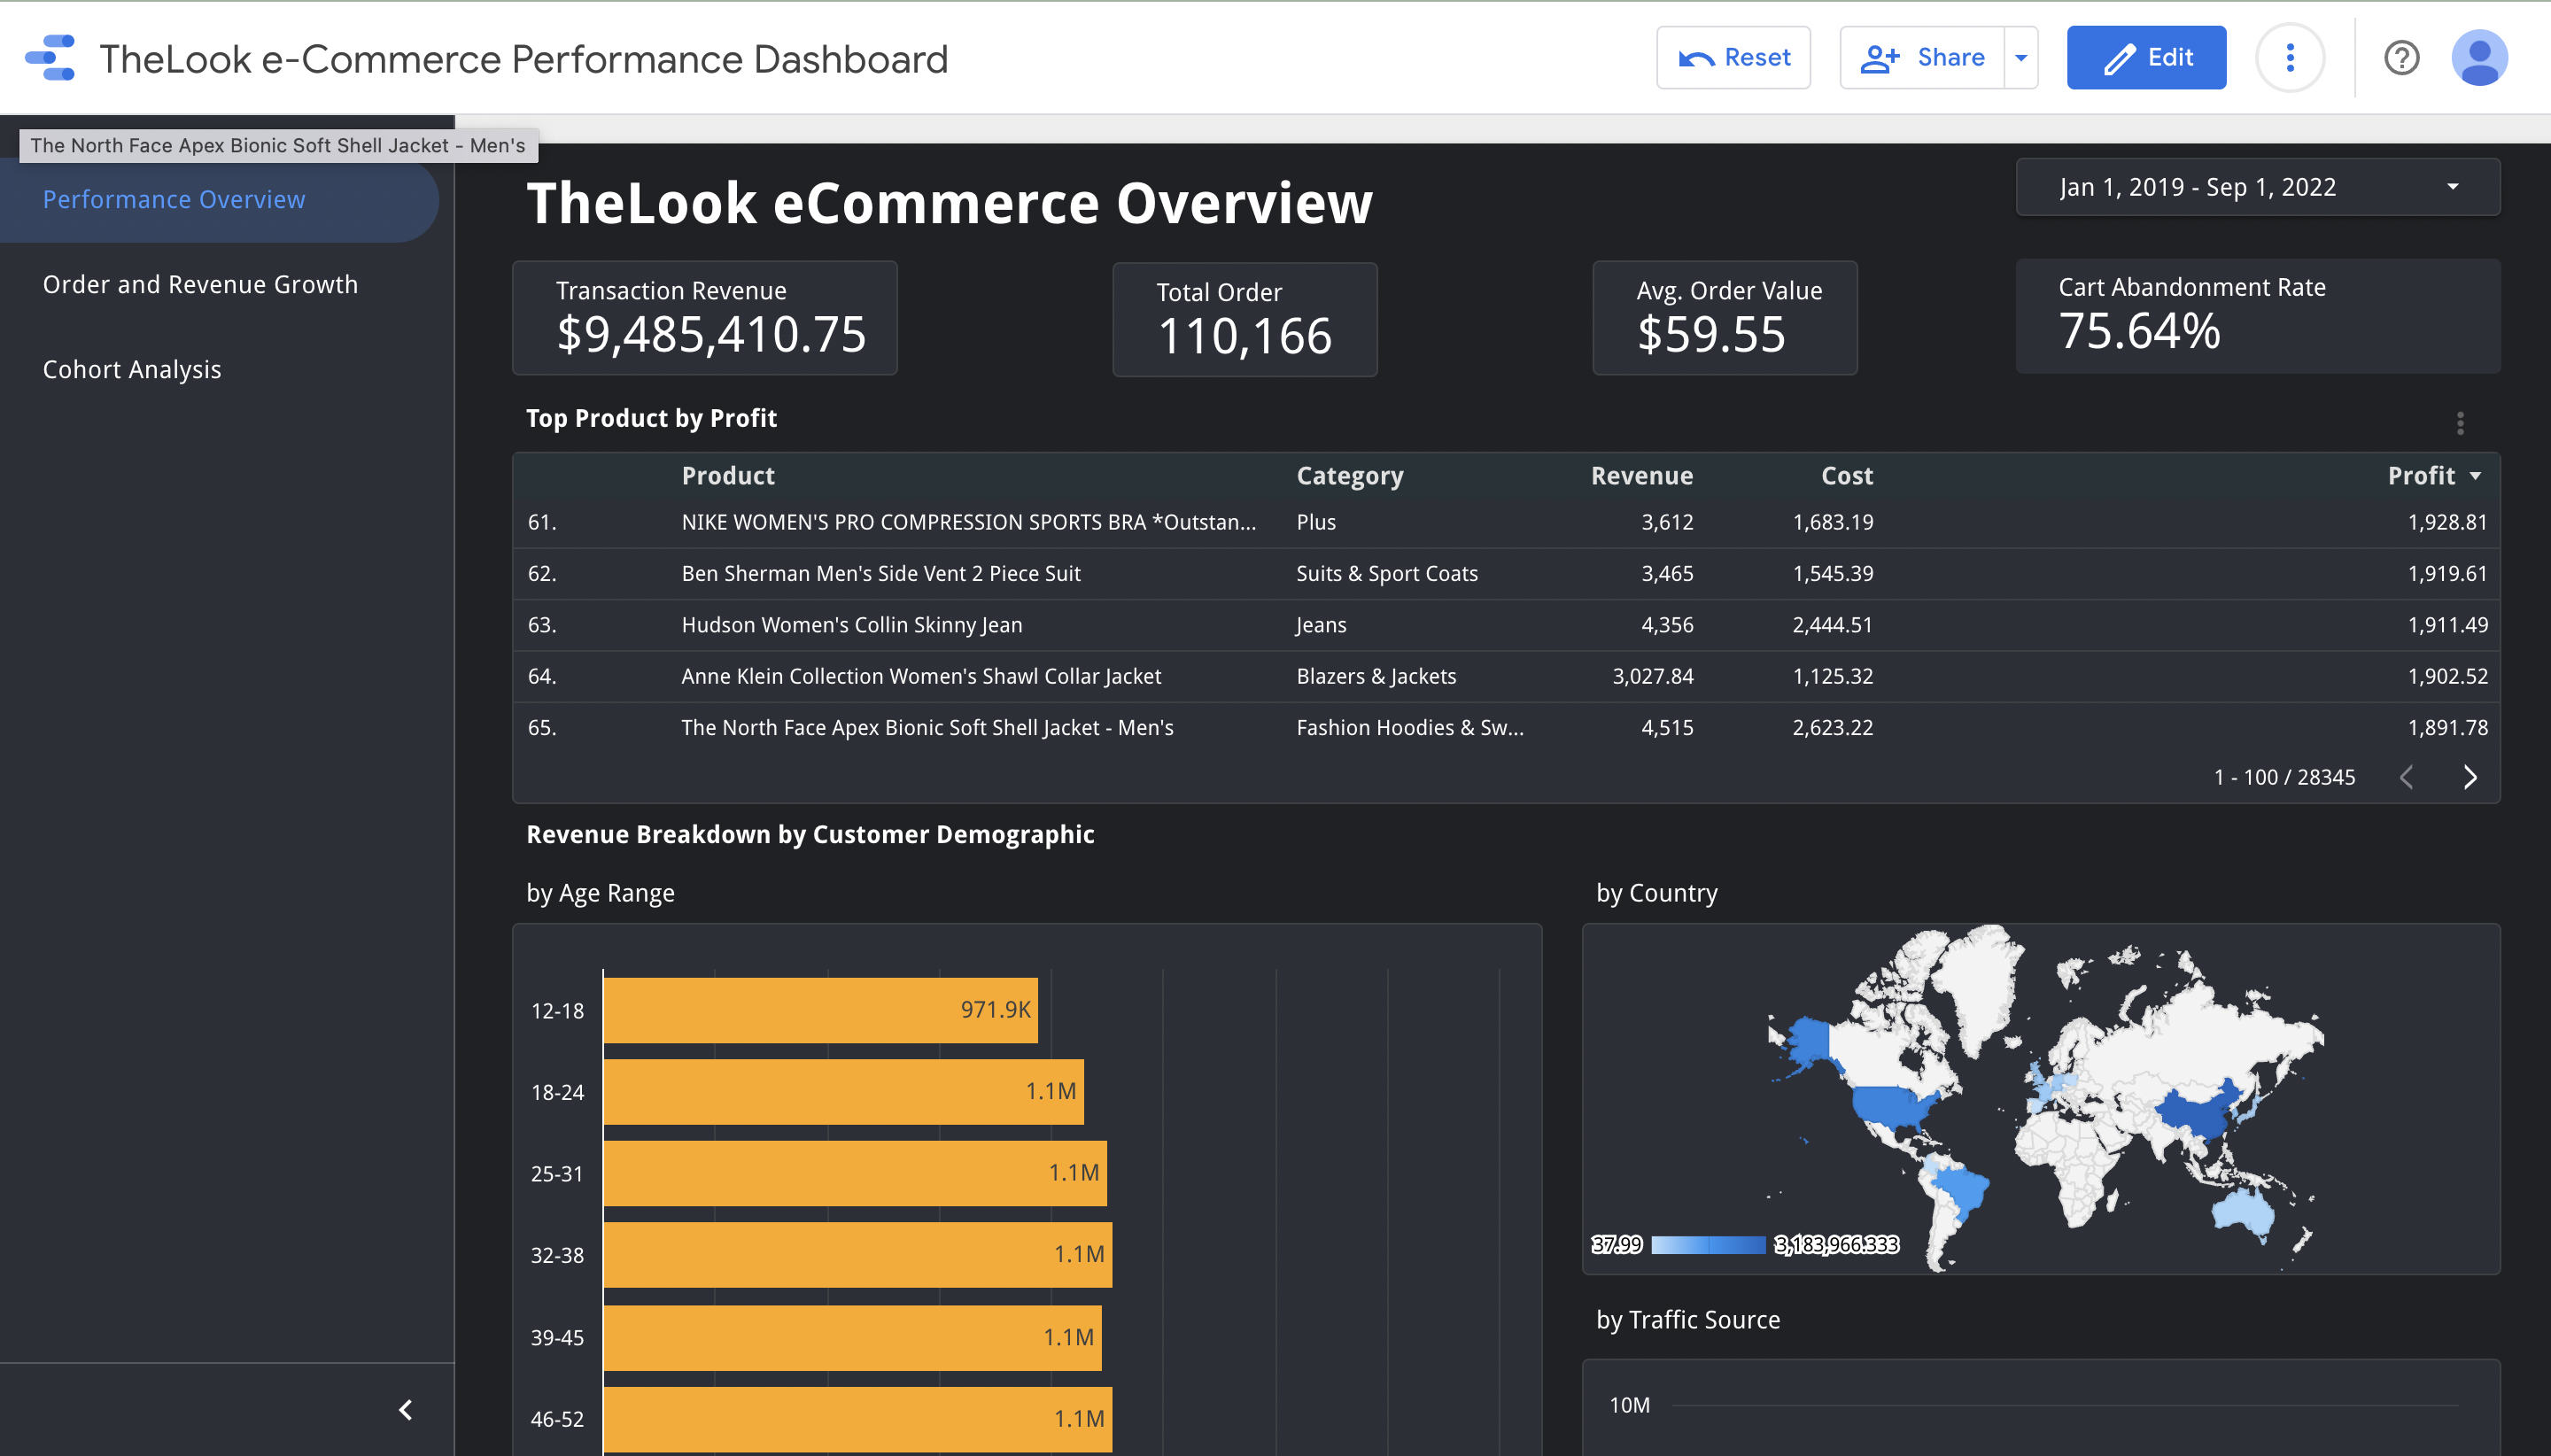 TheLook e-Commerce Performance Dashboard
Reset
Share
Edit
The North Face Apex Bionic Soft Shell Jacket - Men's
Performance Overview
Order and Revenue Growth
Cohort Analysis
TheLook eCommerce Overview
Jan 1, 2019 - Sep 1, 2022
Transaction Revenue
$9,485,410.75
Total Order
110,166
Avg. Order Value
$59.55
Cart Abandonment Rate
75.64%
Top Product by Profit
Product Category Revenue Cost Profit
61. NIKE WOMEN'S PRO COMPRESSION SPORTS BRA *Outstan... Plus 3,612 1,683.19 1,928.81
62. Ben Sherman Men's Side Vent 2 Piece Suit Suits & Sport Coats 3,465 1,545.39 1,919.61
63. Hudson Women's Collin Skinny Jean Jeans 4,356 2,444.51 1,911.49
64. Anne Klein Collection Women's Shawl Collar Jacket Blazers & Jackets 3,027.84 1,125.32 1,902.52
65. The North Face Apex Bionic Soft Shell Jacket - Men's Fashion Hoodies & Sw... 4,515 2,623.22 1,891.78
1 - 100 / 28345
Revenue Breakdown by Customer Demographic
by Age Range
12-18 971.9K
18-24 1.1M
25-31 1.1M
32-38 1.1M
39-45 1.1M
46-52 1.1M
by Country
37.99 3,183,966.333
by Traffic Source
10M